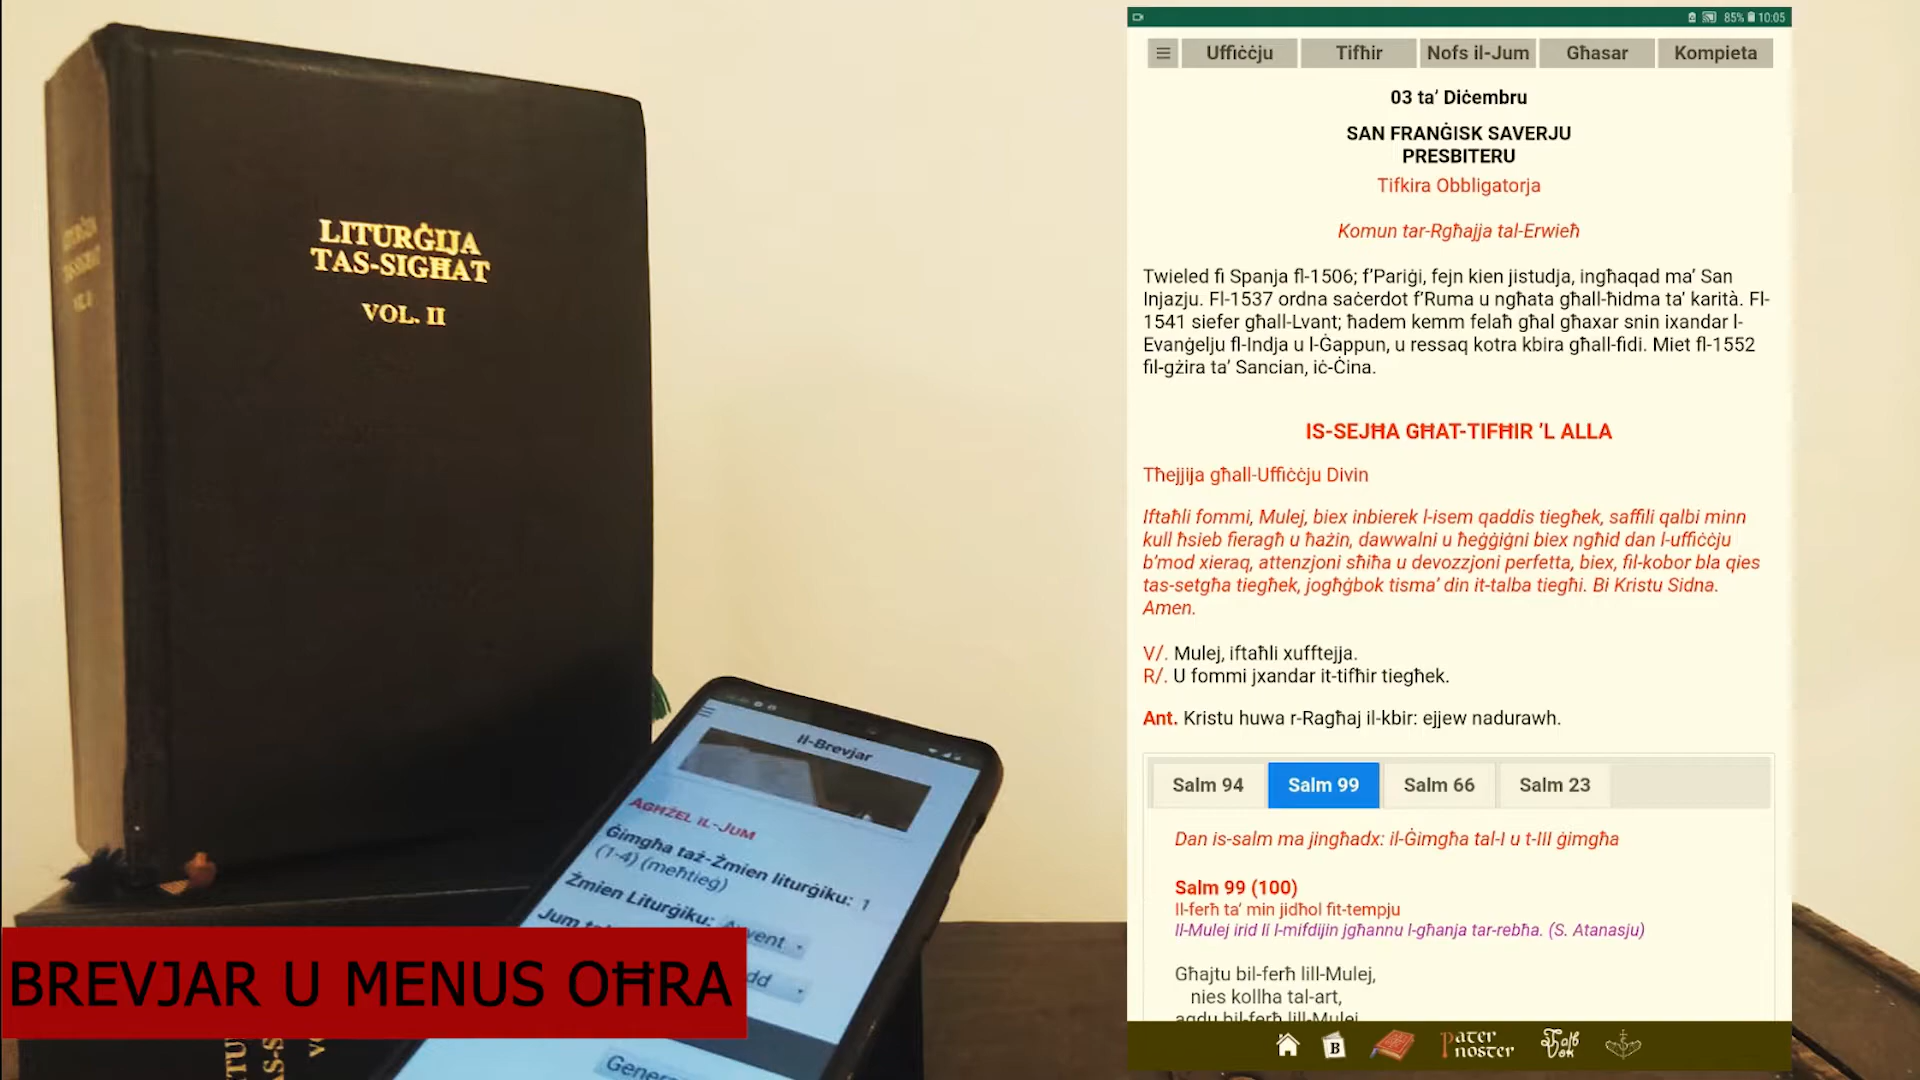 LITURĠIJA
TAS-SIGĦAT
VOL. II
Il-Brevjar
AGĦŻEL IL-JUM
Ġimgħa taż-Żmien liturġiku: 1
(1-4) (meħtieġ)
Żmien Liturġiku: Avvent
Jum
BREVJAR U MENUS OĦRA
85% 10:05
☰ Uffiċċju Tifħir Nofs il-Jum Għasar Kompieta
03 ta’ Diċembru
SAN FRANĠISK SAVERJU
PRESBITERU
Tifkira Obbligatorja
Komun tar-Rgħajja tal-Erwieħ
Twieled fi Spanja fl-1506; f’Pariġi, fejn kien jistudja, ingħaqad ma’ San
Injazju. Fl-1537 ordna saċerdot f’Ruma u ngħata għall-ħidma ta’ karità. Fl-
1541 siefer għall-Lvant; ħadem kemm felaħ għal għaxar snin ixandar l-
Evanġelju fl-Indja u l-Ġappun, u ressaq kotra kbira għall-fidi. Miet fl-1552
fil-gżira ta’ Sancian, iċ-Ċina.
IS-SEJĦA GĦAT-TIFĦIR ’L ALLA
Tħejjija għall-Uffiċċju Divin
Iftaħli fommi, Mulej, biex inbierek l-isem qaddis tiegħek, saffili qalbi minn
kull ħsieb fieragħ u ħażin, dawwalni u ħeġġiġni biex ngħid dan l-uffiċċju
b’mod xieraq, attenzjoni sħiħa u devozzjoni perfetta, biex, fil-kobor bla qies
tas-setgħa tiegħek, jogħġbok tisma’ din it-talba tiegħi. Bi Kristu Sidna.
Amen.
V/. Mulej, iftaħli xufftejja.
R/. U fommi jxandar it-tifħir tiegħek.
Ant. Kristu huwa r-Ragħaj il-kbir: ejjew nadurawh.
Salm 94 Salm 99 Salm 66 Salm 23
Dan is-salm ma jingħadx: il-Ġimgħa tal-I u t-III ġimgħa
Salm 99 (100)
Il-ferħ ta’ min jidħol fit-tempju
Il-Mulej irid li l-mifdijin jgħannu l-għanja tar-rebħa. (S. Atanasju)
Għajtu bil-ferħ lill-Mulej,
nies kollha tal-art,
aqdu bil-ferħ lill-Mulej
B
Pater
noster